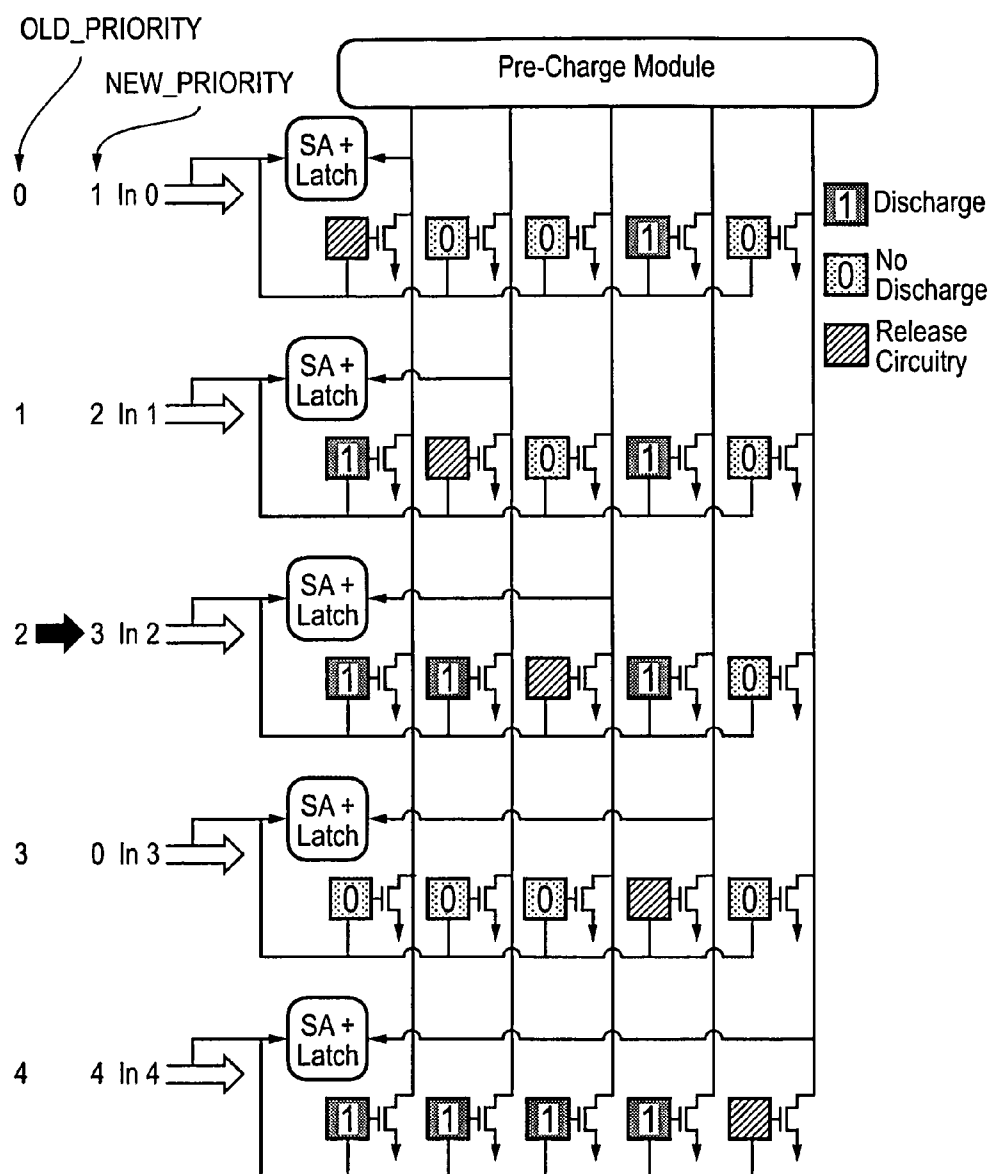 OLD_PRIORITY
NEW_PRIORITY
Pre-Charge Module
SA +
Latch
0 1 In 0
0 0 1 0
1 Discharge
0 No
Discharge
Release
Circuitry
SA +
Latch
1 2 In 1
1 0 1 0
SA +
Latch
2 3 In 2
1 1 1 0
SA +
Latch
3 0 In 3
0 0 0 0
SA +
Latch
4 4 In 4
1 1 1 1